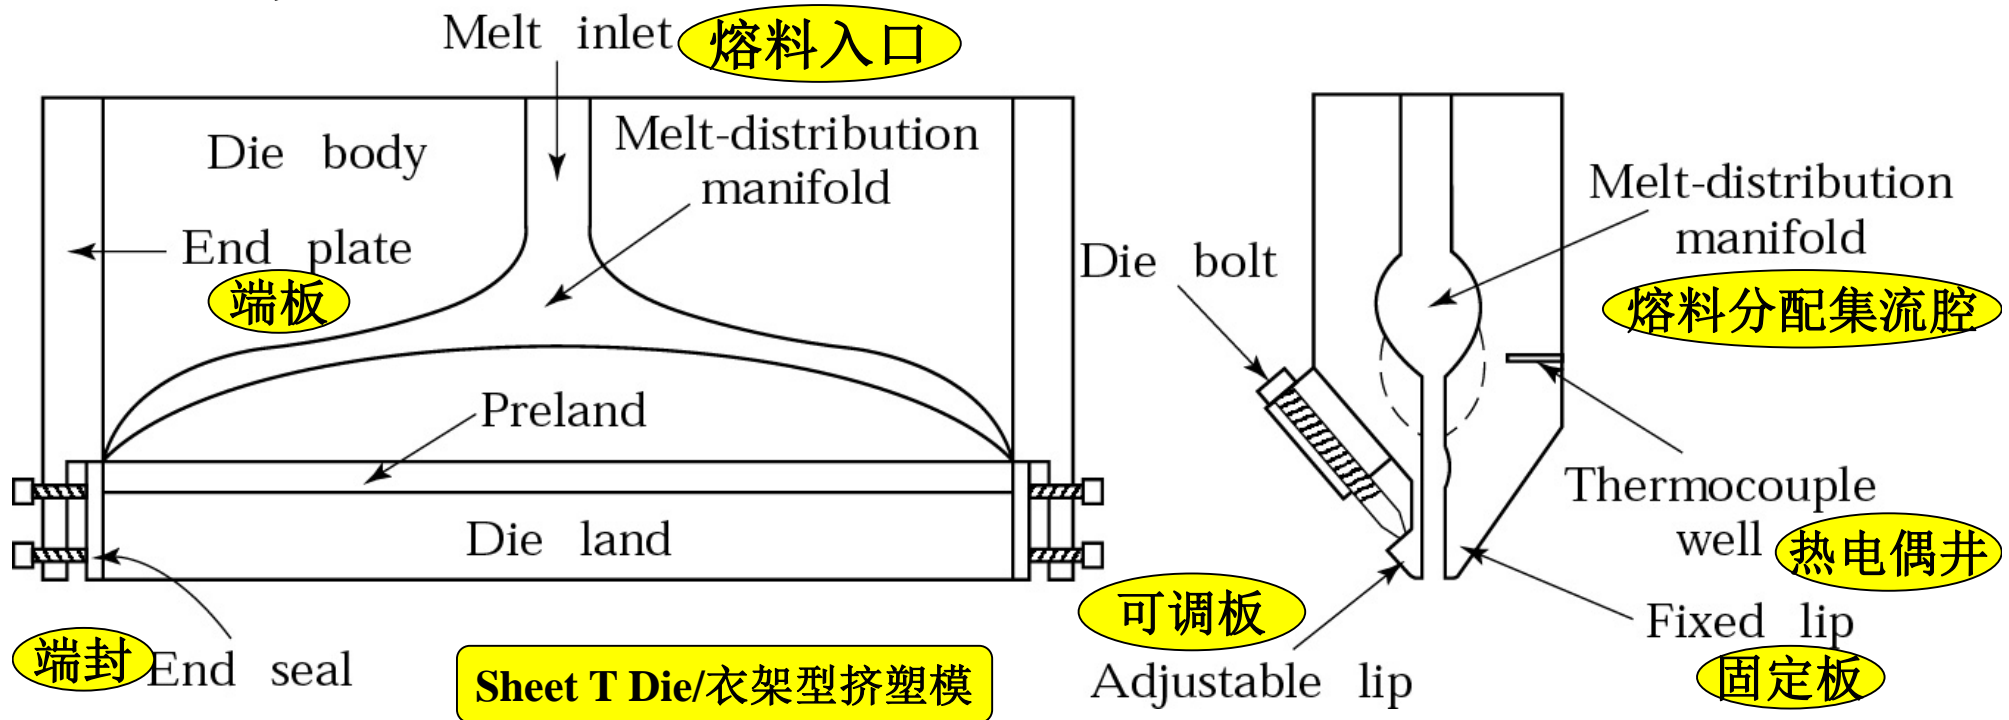 Melt inlet 熔料入口
Die body
Melt-distribution
manifold
End plate
端板
Preland
Die land
端封 End seal
Sheet T Die/衣架型挤塑模
Melt-distribution
manifold
熔料分配集流腔
Die bolt
Thermocouple
well 热电偶井
可调板
Adjustable lip
Fixed lip
固定板